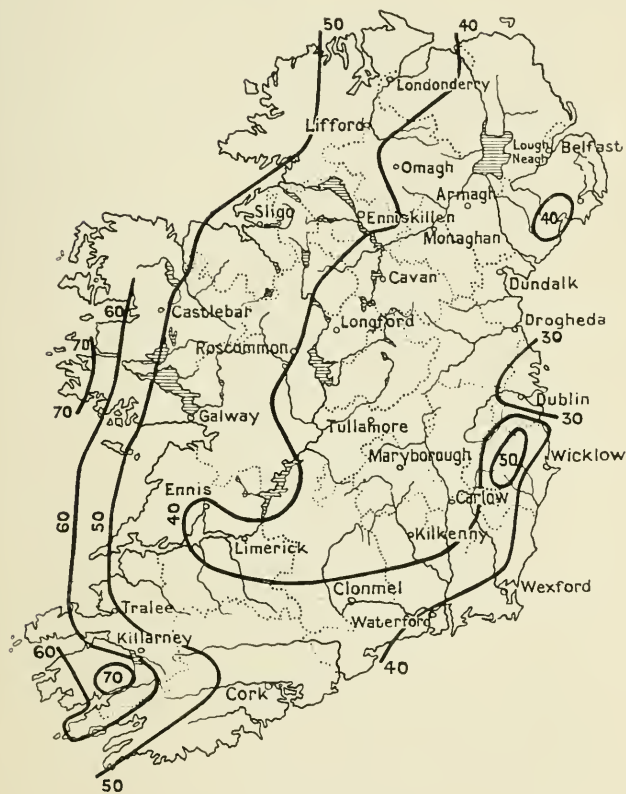 50
40
Londonderry
Lifford
Lough
Neagh
Belfast
Omagh
Armagh
Sligo
Enniskillen
40
Monaghan
Cavan
Dundalk
60
Castlebar
Longford
Drogheda
70
Roscommon
30
70
Dublin
Galway
30
Tullamore
Maryborough
50
Wicklow
Ennis
Carlow
60
50
40
Kilkenny
Limerick
Clonmel
Wexford
Tralee
Waterford
Killarney
60
40
70
Cork
50